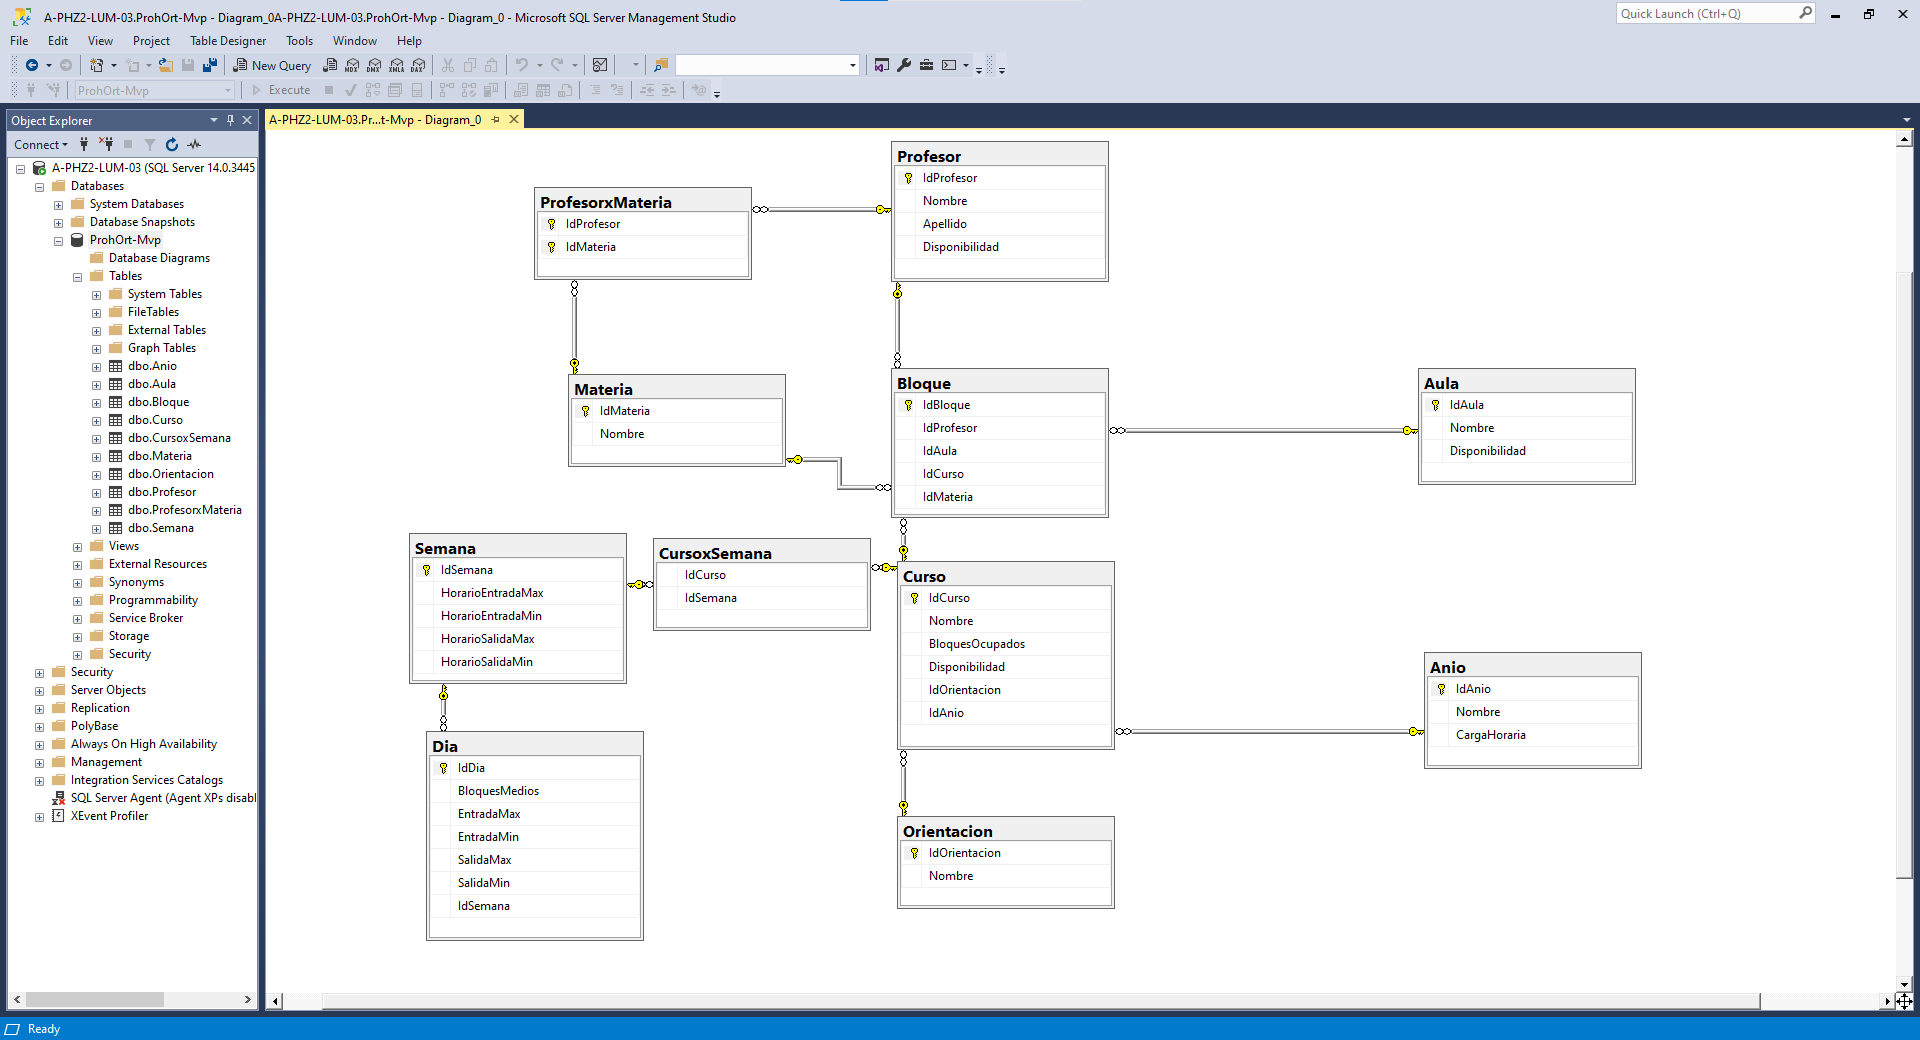 A-PHZ2-LUM-03.ProhOrt-Mvp - Diagram_0A-PHZ2-LUM-03.ProhOrt-Mvp - Diagram_0 - Microsoft SQL Server Management Studio
Quick Launch (Ctrl+Q)
File Edit View Project Table Designer Tools Window Help
New Query MDX DMX XMLA DAX
ProhOrt-Mvp Execute
Object Explorer
A-PHZ2-LUM-03.Pr...t-Mvp - Diagram_0
Connect
A-PHZ2-LUM-03 (SQL Server 14.0.3445
Databases
System Databases
Database Snapshots
ProhOrt-Mvp
Database Diagrams
Tables
System Tables
FileTables
External Tables
Graph Tables
dbo.Anio
dbo.Aula
dbo.Bloque
dbo.Curso
dbo.CursoxSemana
dbo.Materia
dbo.Orientacion
dbo.Profesor
dbo.ProfesorxMateria
dbo.Semana
Views
External Resources
Synonyms
Programmability
Service Broker
Storage
Security
Security
Server Objects
Replication
PolyBase
Always On High Availability
Management
Integration Services Catalogs
SQL Server Agent (Agent XPs disabl
XEvent Profiler
ProfesorxMateria
IdProfesor
IdMateria
Profesor
IdProfesor
Nombre
Apellido
Disponibilidad
Materia
IdMateria
Nombre
Bloque
IdBloque
IdProfesor
IdAula
IdCurso
IdMateria
Aula
IdAula
Nombre
Disponibilidad
Semana
IdSemana
HorarioEntradaMax
HorarioEntradaMin
HorarioSalidaMax
HorarioSalidaMin
CursoxSemana
IdCurso
IdSemana
Curso
IdCurso
Nombre
BloquesOcupados
Disponibilidad
IdOrientacion
IdAnio
Anio
IdAnio
Nombre
CargaHoraria
Dia
IdDia
BloquesMedios
EntradaMax
EntradaMin
SalidaMax
SalidaMin
IdSemana
Orientacion
IdOrientacion
Nombre
Ready